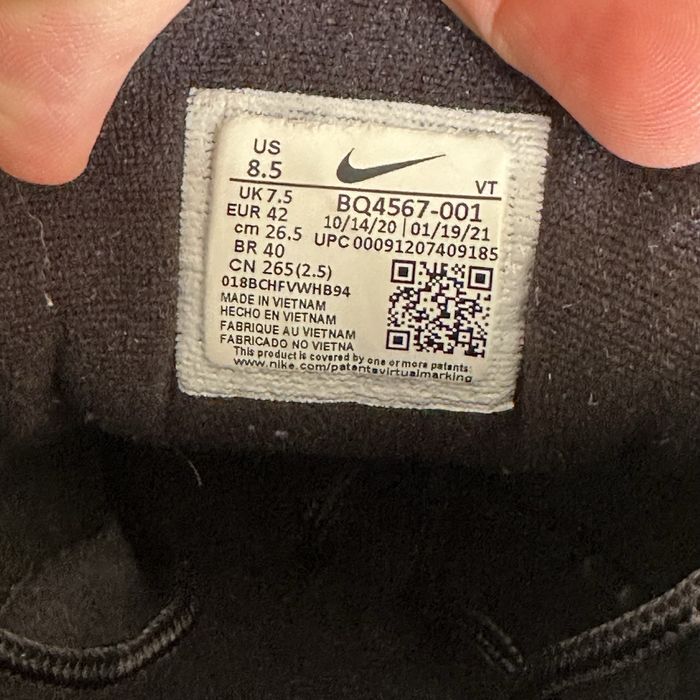 US
8.5
VT
UK 7.5
BQ4567-001
EUR 42
10/14/20 | 01/19/21
cm 26.5
UPC 00091207409185
BR 40
CN 265(2.5)
018BCHFVWHB94
MADE IN VIETNAM
HECHO EN VIETNAM
FABRIQUE AU VIETNAM
FABRICADO NO VIETNA
This product is covered by one or more patents:
www.nike.com/patentsvirtualmarking